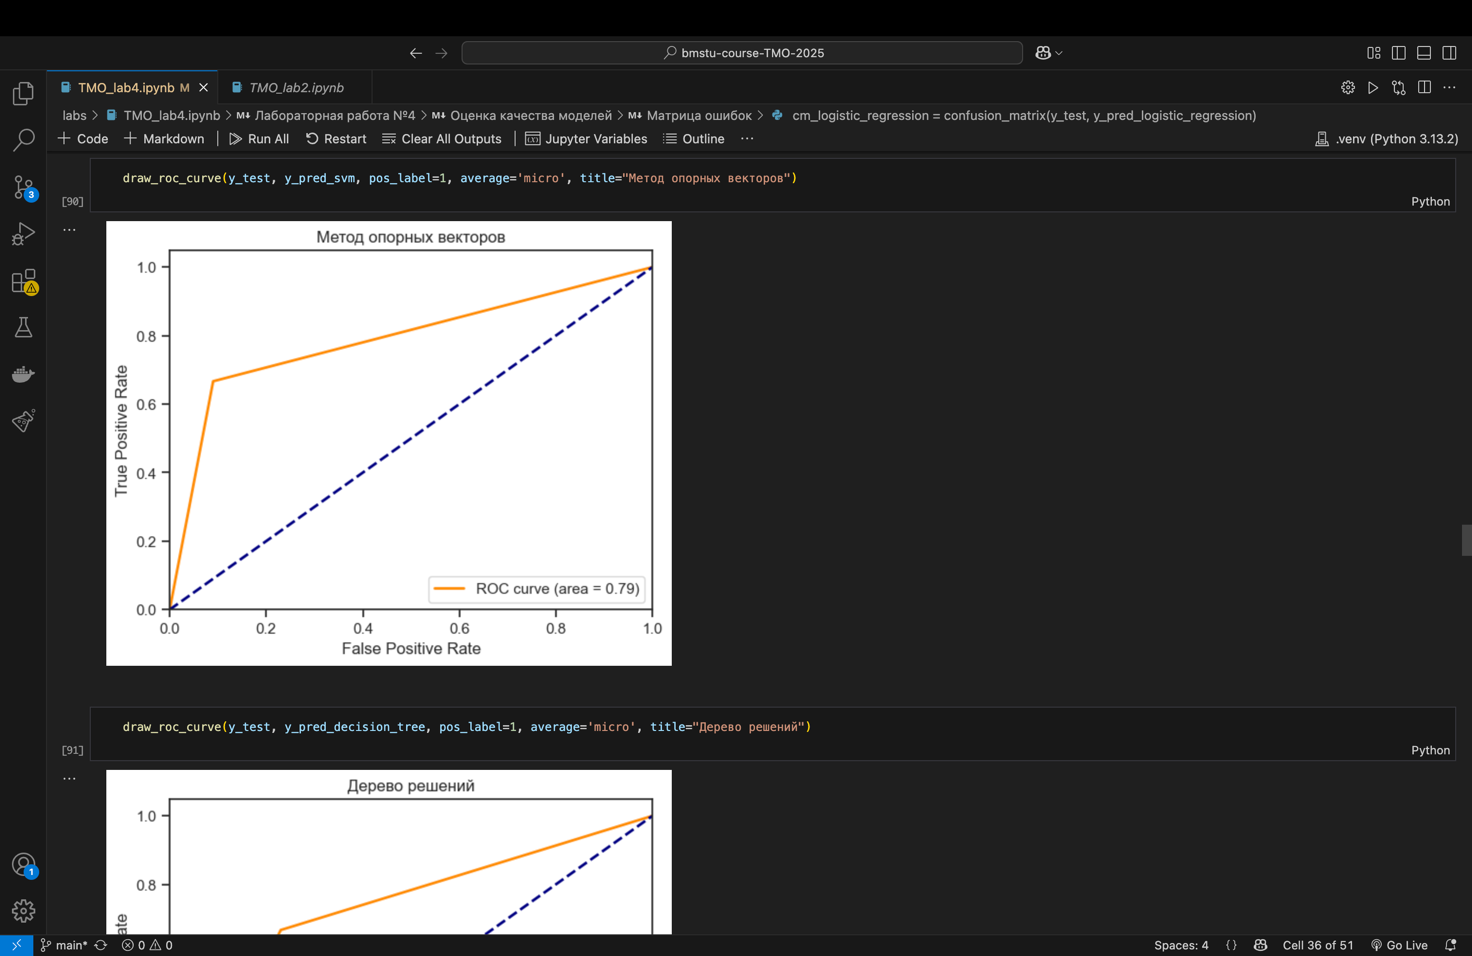 bmstu-course-TMO-2025
TMO_lab4.ipynb M
TMO_lab2.ipynb
labs > TMO_lab4.ipynb > M↓ Лабораторная работа №4 > M↓ Оценка качества моделей > M↓ Матрица ошибок > cm_logistic_regression = confusion_matrix(y_test, y_pred_logistic_regression)
+ Code + Markdown Run All Restart Clear All Outputs Jupyter Variables Outline ... .venv (Python 3.13.2)
draw_roc_curve(y_test, y_pred_svm, pos_label=1, average='micro', title="Метод опорных векторов")
[90] Python
3
...
Метод опорных векторов
1.0
0.8
0.6
0.4
0.2
0.0
True Positive Rate
ROC curve (area = 0.79)
0.0 0.2 0.4 0.6 0.8 1.0
False Positive Rate
draw_roc_curve(y_test, y_pred_decision_tree, pos_label=1, average='micro', title="Дерево решений")
[91] Python
...
Дерево решений
1.0
0.8
ate
1
main* 0 0 Spaces: 4 {} Cell 36 of 51 Go Live